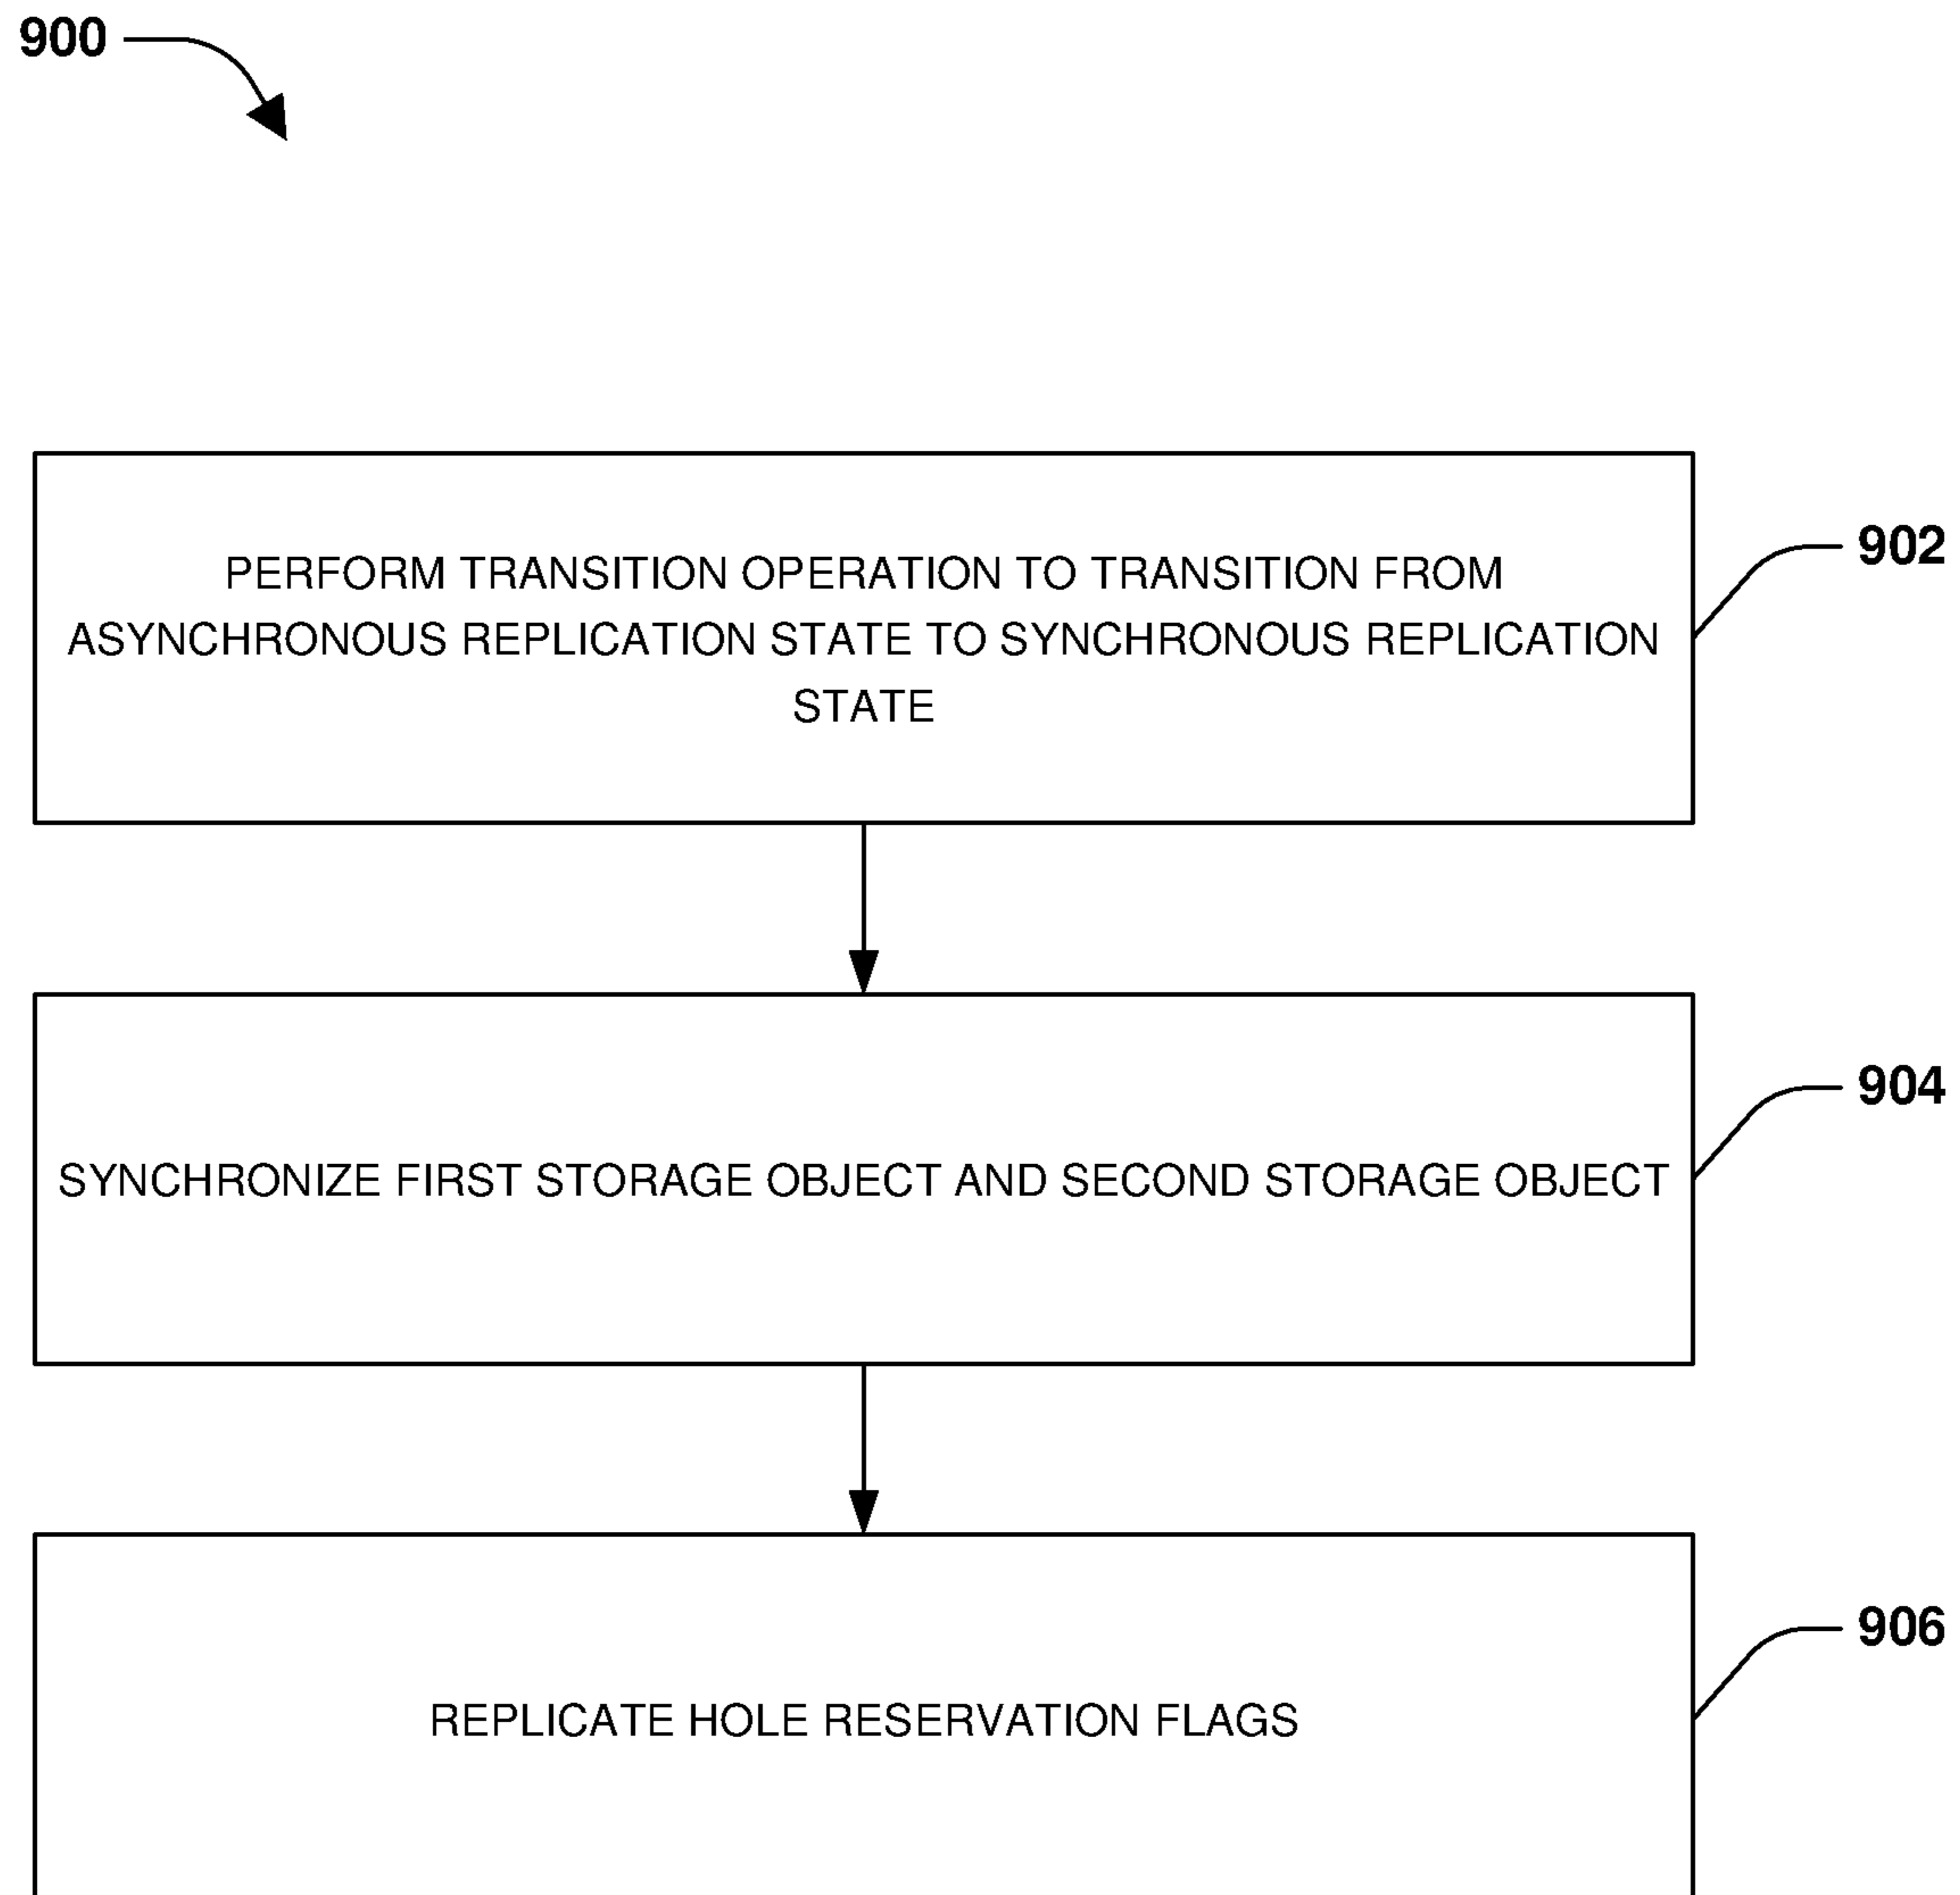 900
PERFORM TRANSITION OPERATION TO TRANSITION FROM
ASYNCHRONOUS REPLICATION STATE TO SYNCHRONOUS REPLICATION
STATE
902
SYNCHRONIZE FIRST STORAGE OBJECT AND SECOND STORAGE OBJECT
904
REPLICATE HOLE RESERVATION FLAGS
906